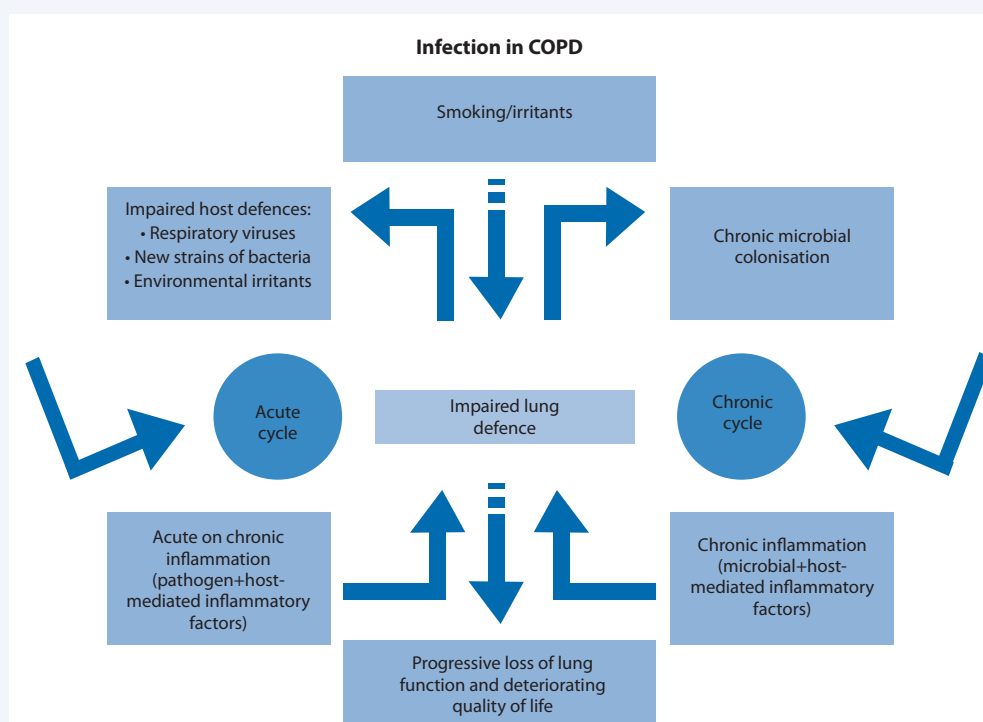 Infection in COPD
Smoking/irritants
Impaired host defences:
• Respiratory viruses
• New strains of bacteria
• Environmental irritants
Chronic microbial
colonisation
Acute
cycle
Impaired lung
defence
Chronic
cycle
Acute on chronic
inflammation
(pathogen+host-
mediated inflammatory
factors)
Chronic inflammation
(microbial+host-
mediated inflammatory
factors)
Progressive loss of lung
function and deteriorating
quality of life